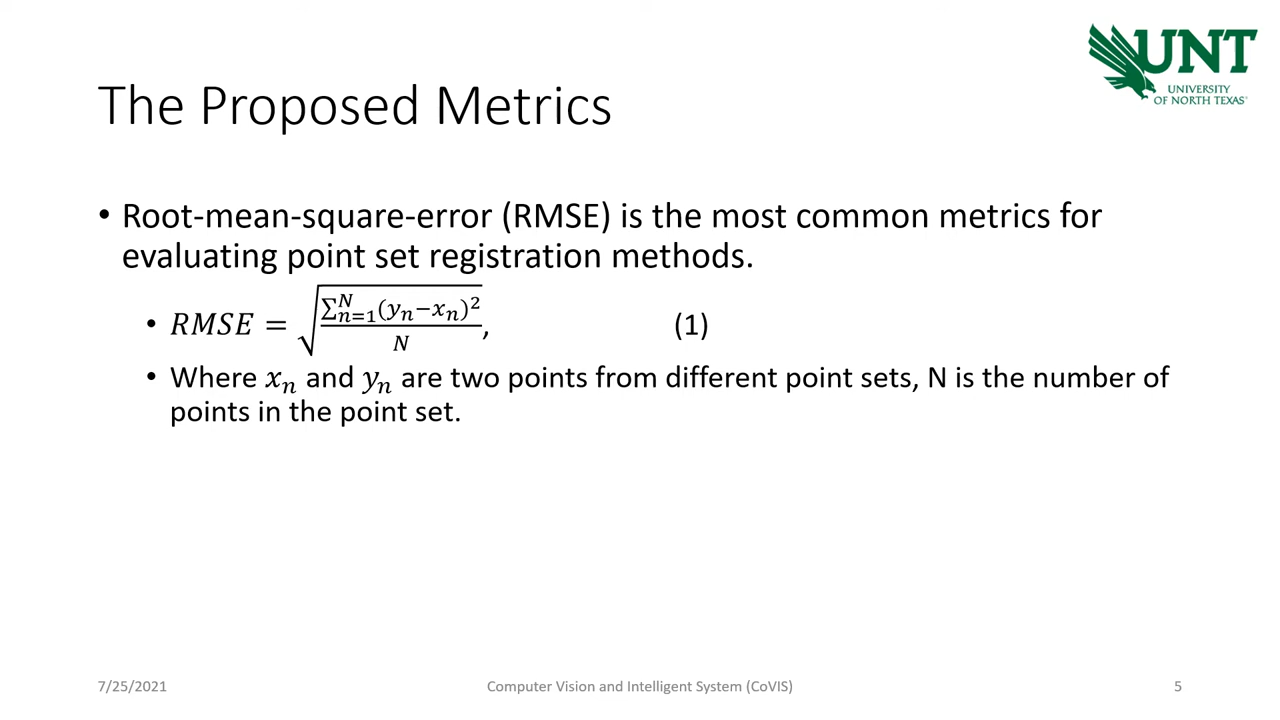 UNT
UNIVERSITY
OF NORTH TEXAS
The Proposed Metrics
• Root-mean-square-error (RMSE) is the most common metrics for
evaluating point set registration methods.
• 𝑅𝑀𝑆𝐸 = √(∑_{𝑛=1}^{𝑁}(𝑦ₙ−𝑥ₙ)²/𝑁), (1)
• Where 𝑥ₙ and 𝑦ₙ are two points from different point sets, N is the number of
points in the point set.
7/25/2021 Computer Vision and Intelligent System (CoVIS) 5